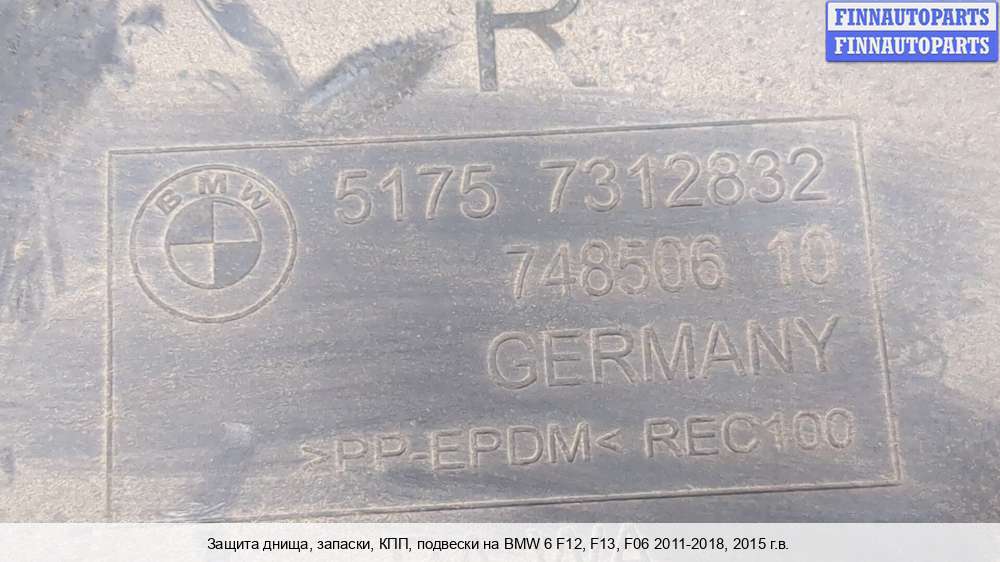 FINNAUTOPARTS
FINNAUTOPARTS
R
BMW
5175 7312832
748506 10
GERMANY
>PP-EPDM< REC100
Защита днища, запаски, КПП, подвески на BMW 6 F12, F13, F06 2011-2018, 2015 г.в.